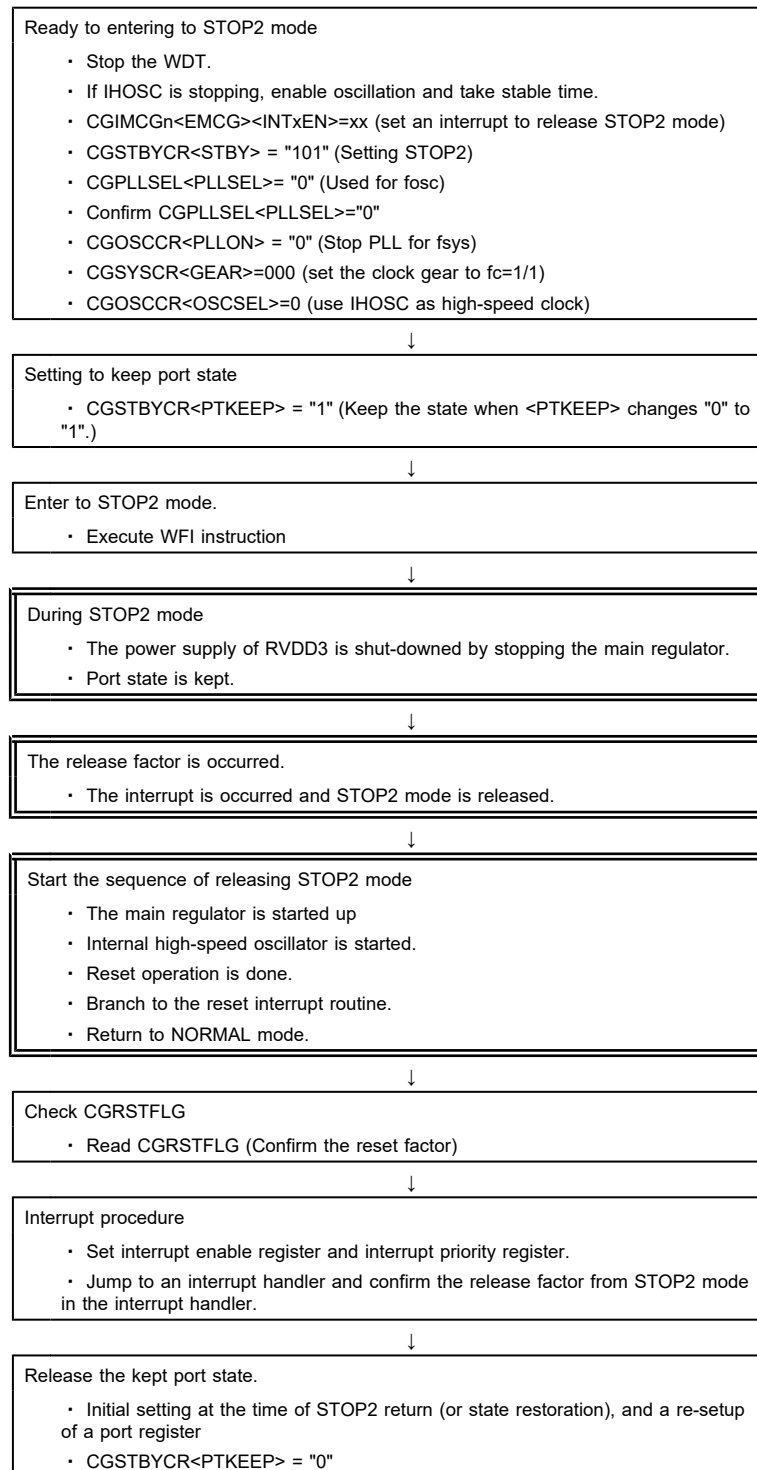 Ready to entering to STOP2 mode
・ Stop the WDT.
・ If IHOSC is stopping, enable oscillation and take stable time.
・ CGIMCGn<EMCG><INTxEN>=xx (set an interrupt to release STOP2 mode)
・ CGSTBYCR<STBY> = "101" (Setting STOP2)
・ CGPLLSEL<PLLSEL>= "0" (Used for fosc)
・ Confirm CGPLLSEL<PLLSEL>="0"
・ CGOSCCR<PLLON> = "0" (Stop PLL for fsys)
・ CGSYSCR<GEAR>=000 (set the clock gear to fc=1/1)
・ CGOSCCR<OSCSEL>=0 (use IHOSC as high-speed clock)
↓
Setting to keep port state
・ CGSTBYCR<PTKEEP> = "1" (Keep the state when <PTKEEP> changes "0" to
"1".)
↓
Enter to STOP2 mode.
・ Execute WFI instruction
↓
During STOP2 mode
・ The power supply of RVDD3 is shut-downed by stopping the main regulator.
・ Port state is kept.
↓
The release factor is occurred.
・ The interrupt is occurred and STOP2 mode is released.
↓
Start the sequence of releasing STOP2 mode
・ The main regulator is started up
・ Internal high-speed oscillator is started.
・ Reset operation is done.
・ Branch to the reset interrupt routine.
・ Return to NORMAL mode.
↓
Check CGRSTFLG
・ Read CGRSTFLG (Confirm the reset factor)
↓
Interrupt procedure
・ Set interrupt enable register and interrupt priority register.
・ Jump to an interrupt handler and confirm the release factor from STOP2 mode
in the interrupt handler.
↓
Release the kept port state.
・ Initial setting at the time of STOP2 return (or state restoration), and a re-setup
of a port register
・ CGSTBYCR<PTKEEP> = "0"